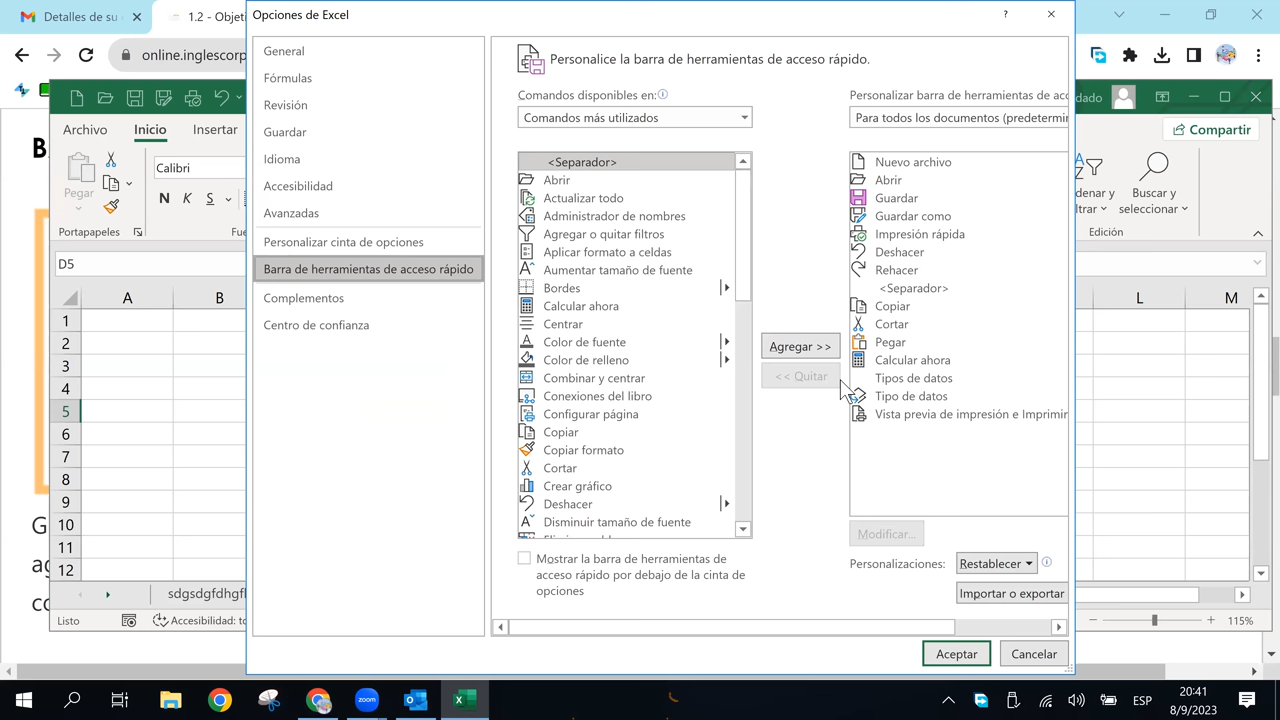 Opciones de Excel
?
Detalles de su
1.2 - Objeti
online.inglescorp
Archivo
Inicio
Insertar
Pegar
Calibri
N K S
Portapapeles
Fue
D5
A
B
1
2
3
4
5
6
7
8
9
10
11
12
sdgsdgfdhgf
Listo
Accesibilidad: to
General
Fórmulas
Revisión
Guardar
Idioma
Accesibilidad
Avanzadas
Personalizar cinta de opciones
Barra de herramientas de acceso rápido
Complementos
Centro de confianza
Personalice la barra de herramientas de acceso rápido.
Comandos disponibles en:
Comandos más utilizados
<Separador>
Abrir
Actualizar todo
Administrador de nombres
Agregar o quitar filtros
Aplicar formato a celdas
Aumentar tamaño de fuente
Bordes
Calcular ahora
Centrar
Color de fuente
Color de relleno
Combinar y centrar
Conexiones del libro
Configurar página
Copiar
Copiar formato
Cortar
Crear gráfico
Deshacer
Disminuir tamaño de fuente
Mostrar la barra de herramientas de
acceso rápido por debajo de la cinta de
opciones
Agregar >>
<< Quitar
Personalizar barra de herramientas de acc
Para todos los documentos (predetermin
Nuevo archivo
Abrir
Guardar
Guardar como
Impresión rápida
Deshacer
Rehacer
<Separador>
Copiar
Cortar
Pegar
Calcular ahora
Tipos de datos
Tipo de datos
Vista previa de impresión e Imprimir
Modificar...
Personalizaciones:
Restablecer
Importar o exportar
Aceptar
Cancelar
dado
Compartir
denar y
trar
Buscar y
seleccionar
Edición
L
M
115%
ESP
20:41
8/9/2023